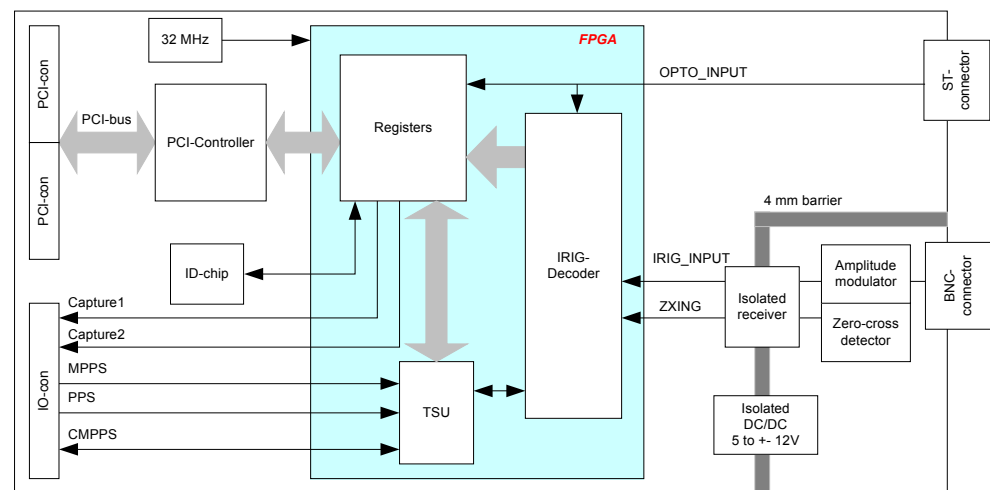 PCI-con
PCI-con
32 MHz
FPGA
PCI-bus
PCI-Controller
Registers
OPTO_INPUT
ST-
connector
4 mm barrier
ID-chip
IRIG-
Decoder
IRIG_INPUT
ZXING
Isolated
receiver
Amplitude
modulator
Zero-cross
detector
BNC-
connector
IO-con
Capture1
Capture2
MPPS
PPS
CMPPS
TSU
Isolated
DC/DC
5 to +- 12V